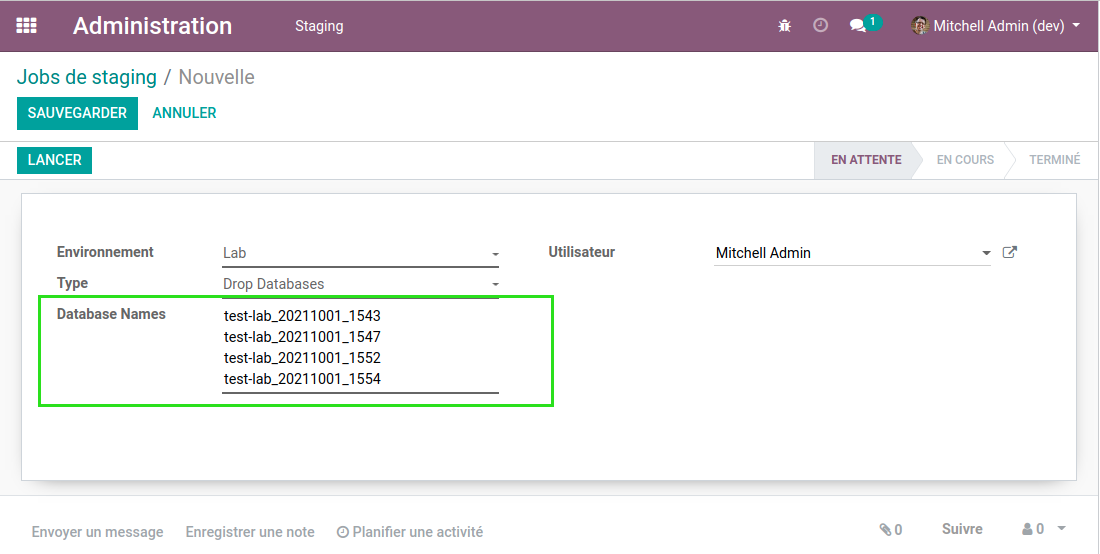 Administration Staging 1 Mitchell Admin (dev)
Jobs de staging / Nouvelle
SAUVEGARDER ANNULER
LANCER EN ATTENTE EN COURS TERMINÉ
Environnement Lab Utilisateur Mitchell Admin
Type Drop Databases
Database Names test-lab_20211001_1543
test-lab_20211001_1547
test-lab_20211001_1552
test-lab_20211001_1554
Envoyer un message Enregistrer une note Planifier une activité 0 Suivre 0